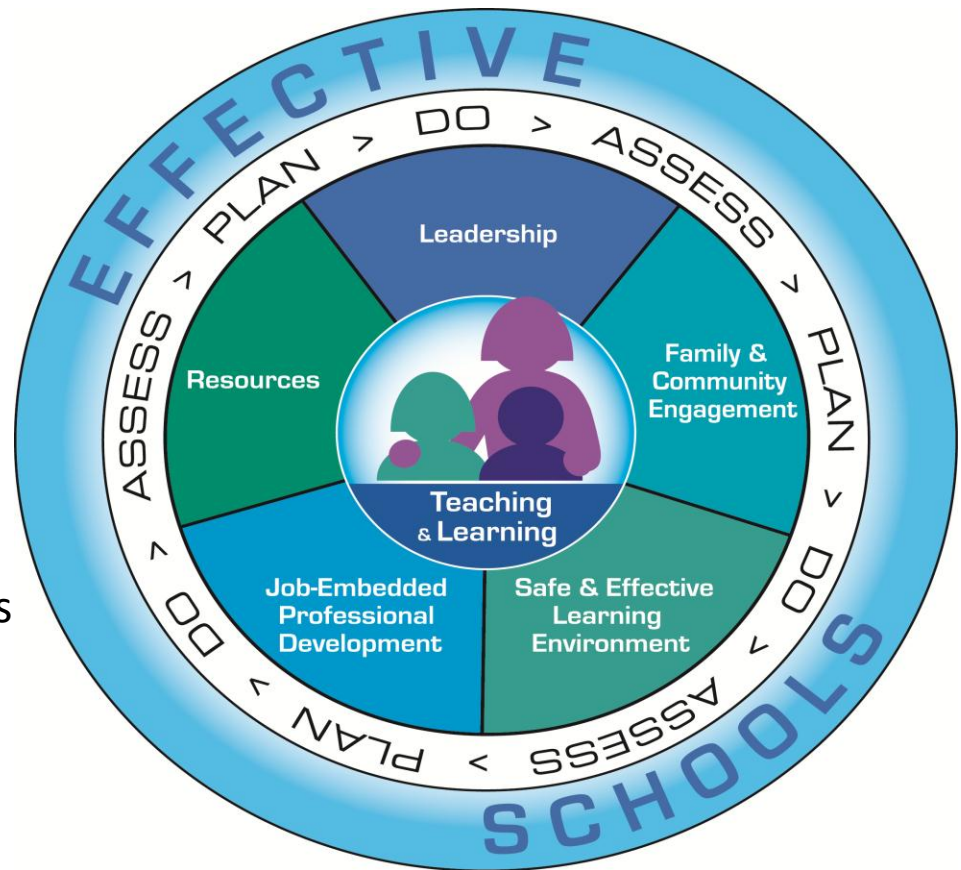 EFFECTIVE
PLAN > DO > ASSESS > PLAN > DO > ASSESS > PLAN > DO > ASSESS >
Leadership
Family &
Community
Engagement
Safe & Effective
Learning
Environment
Job-Embedded
Professional
Development
Resources
Teaching
& Learning
SCHOOLS
s